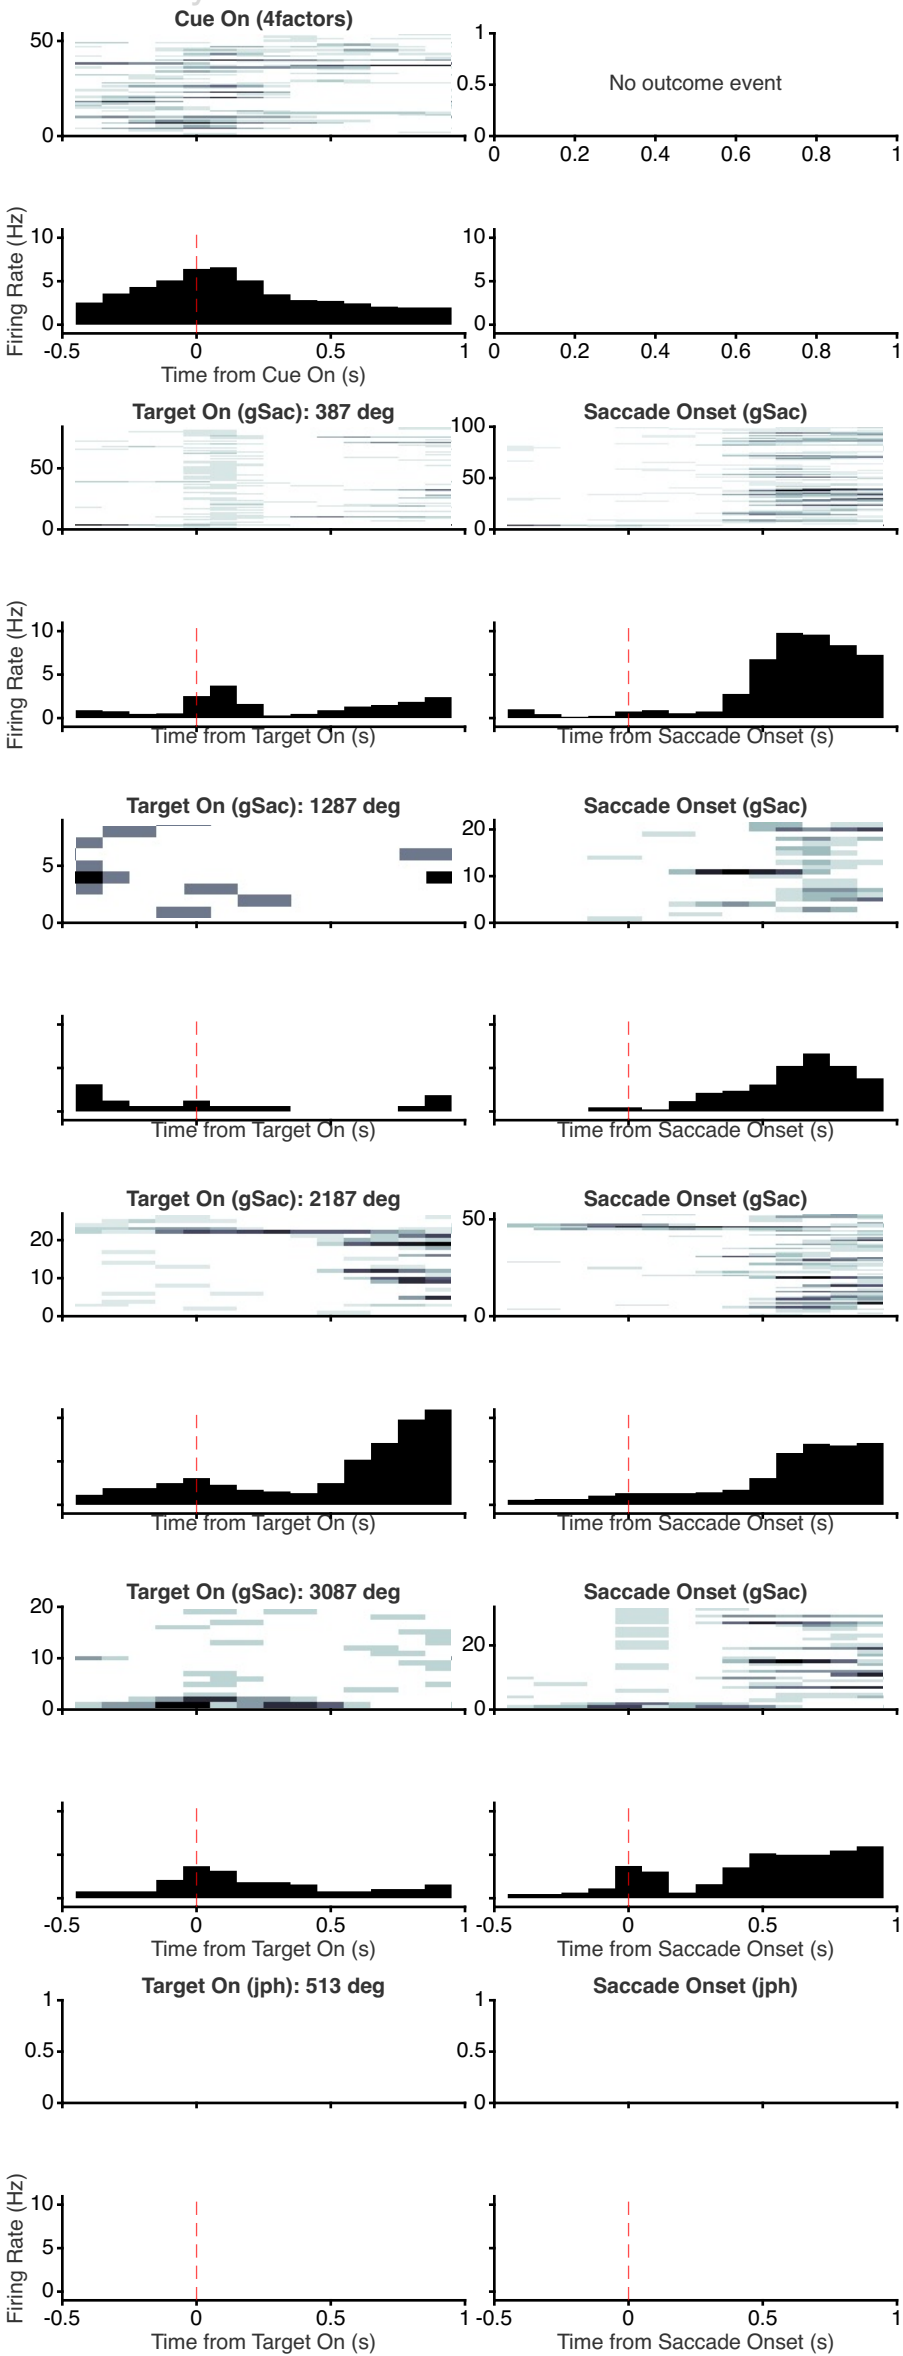 Cue On (4factors)
50
0
1
0.5
0
No outcome event
0 0.2 0.4 0.6 0.8 1
Firing Rate (Hz)
10
5
0
-0.5 0 0.5 1
Time from Cue On (s)
10
5
0
0 0.2 0.4 0.6 0.8 1
Target On (gSac): 387 deg
50
0
Saccade Onset (gSac)
100
50
0
Firing Rate (Hz)
10
5
0
Time from Target On (s)
Time from Saccade Onset (s)
Target On (gSac): 1287 deg
5
0
Saccade Onset (gSac)
20
10
0
Time from Target On (s)
Time from Saccade Onset (s)
Target On (gSac): 2187 deg
20
10
0
Saccade Onset (gSac)
50
0
Time from Target On (s)
Time from Saccade Onset (s)
Target On (gSac): 3087 deg
20
10
0
Saccade Onset (gSac)
20
0
-0.5 0 0.5 1
Time from Target On (s)
-0.5 0 0.5 1
Time from Saccade Onset (s)
Target On (jph): 513 deg
1
0.5
0
Saccade Onset (jph)
1
0.5
0
Firing Rate (Hz)
10
5
0
-0.5 0 0.5 1
Time from Target On (s)
-0.5 0 0.5 1
Time from Saccade Onset (s)